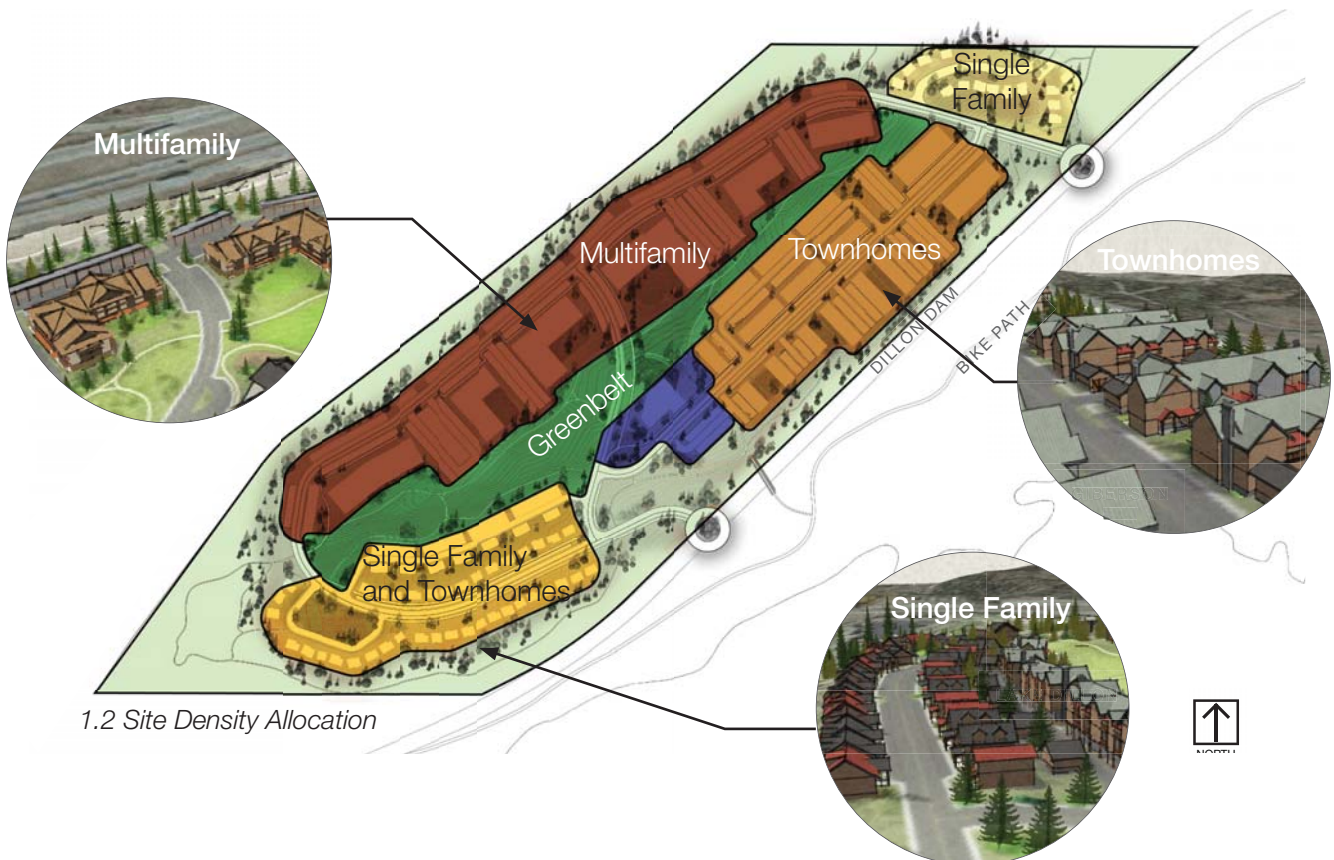 Single
Family
Multifamily
Multifamily
Townhomes
Townhomes
DILLON DAM
BIKE PATH
Greenbelt
Single Family
and Townhomes
Single Family
1.2 Site Density Allocation
NORTH